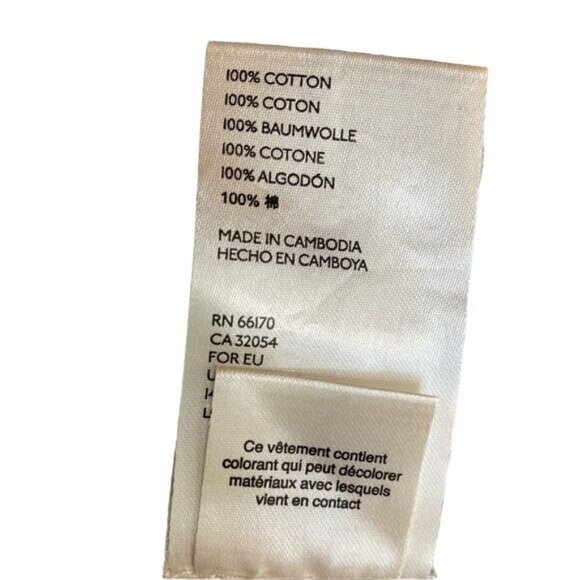 100% COTTON
100% COTON
100% BAUMWOLLE
100% COTONE
100% ALGODÓN
100% 棉
MADE IN CAMBODIA
HECHO EN CAMBOYA
RN 66170
CA 32054
FOR EU
Ce vêtement contient
colorant qui peut décolorer
matériaux avec lesquels
vient en contact